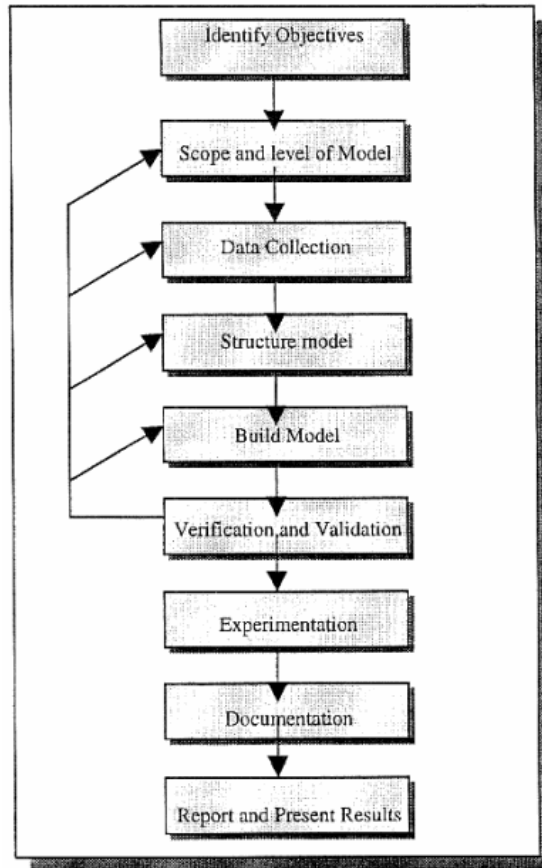 Identify Objectives
Scope and level of Model
Data Collection
Structure model
Build Model
Verification and Validation
Experimentation
Documentation
Report and Present Results